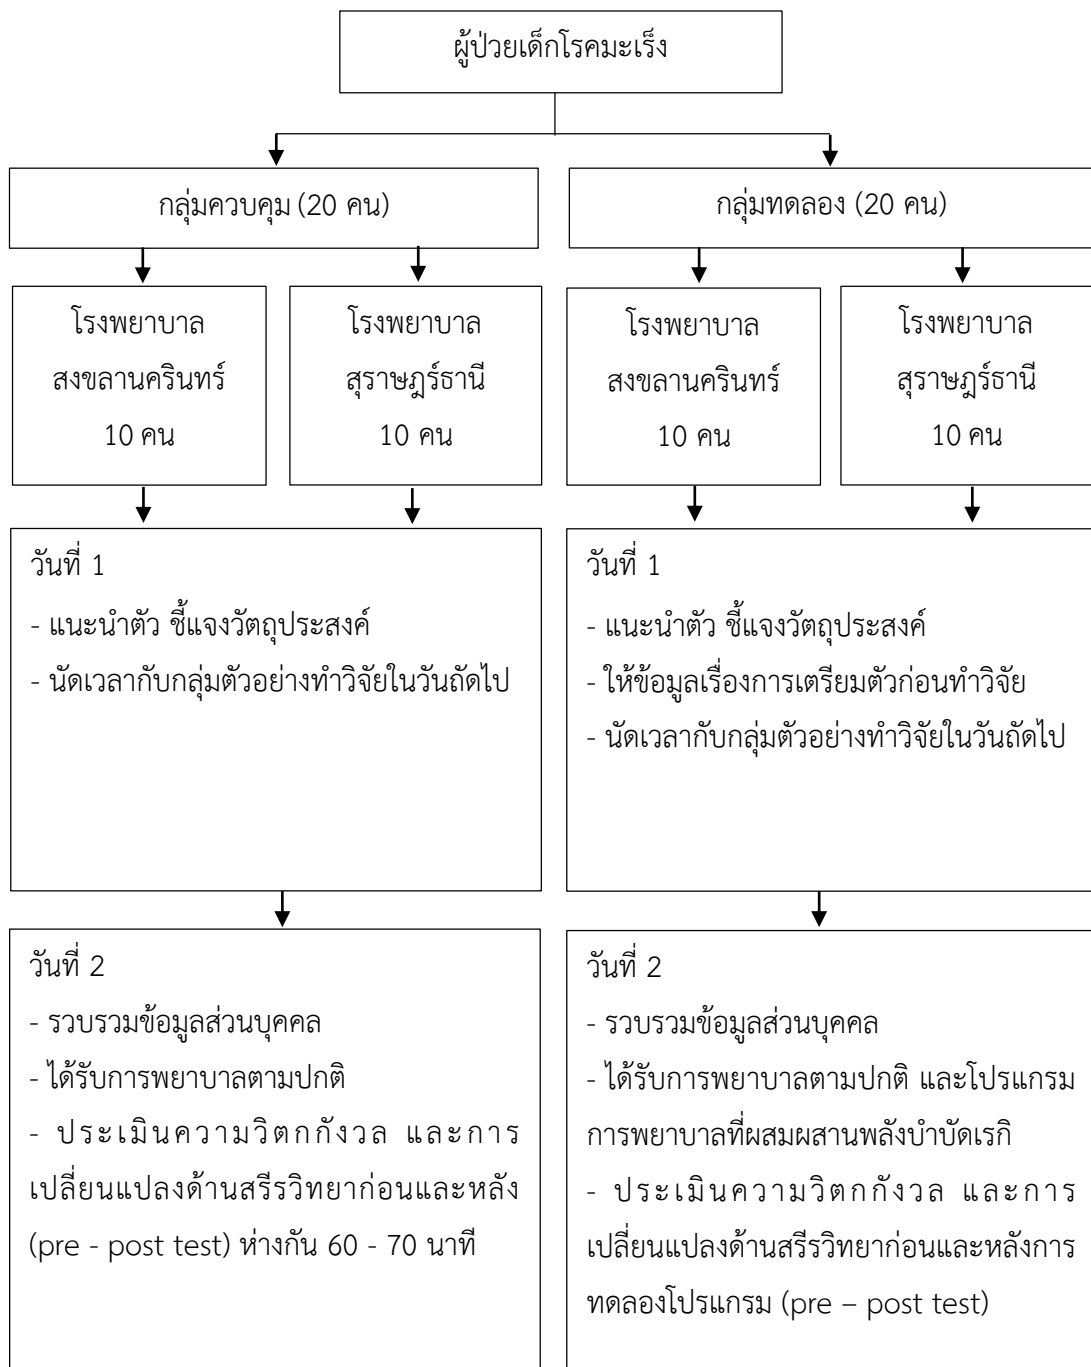 ผู้ป่วยเด็กโรคมะเร็ง
กลุ่มควบคุม (20 คน)
กลุ่มทดลอง (20 คน)
โรงพยาบาล
สงขลานครินทร์
10 คน
โรงพยาบาล
สุราษฎร์ธานี
10 คน
โรงพยาบาล
สงขลานครินทร์
10 คน
โรงพยาบาล
สุราษฎร์ธานี
10 คน
วันที่ 1
- แนะนำตัว ชี้แจงวัตถุประสงค์
- นัดเวลากับกลุ่มตัวอย่างทำวิจัยในวันถัดไป
วันที่ 1
- แนะนำตัว ชี้แจงวัตถุประสงค์
- ให้ข้อมูลเรื่องการเตรียมตัวก่อนทำวิจัย
- นัดเวลากับกลุ่มตัวอย่างทำวิจัยในวันถัดไป
วันที่ 2
- รวบรวมข้อมูลส่วนบุคคล
- ได้รับการพยาบาลตามปกติ
- ประเมินความวิตกกังวล และการ
เปลี่ยนแปลงด้านสรีรวิทยาก่อนและหลัง
(pre - post test) ห่างกัน 60 - 70 นาที
วันที่ 2
- รวบรวมข้อมูลส่วนบุคคล
- ได้รับการพยาบาลตามปกติ และโปรแกรม
การพยาบาลที่ผสมผสานพลังบำบัดเรกิ
- ประเมินความวิตกกังวล และการ
เปลี่ยนแปลงด้านสรีรวิทยาก่อนและหลังการ
ทดลองโปรแกรม (pre – post test)